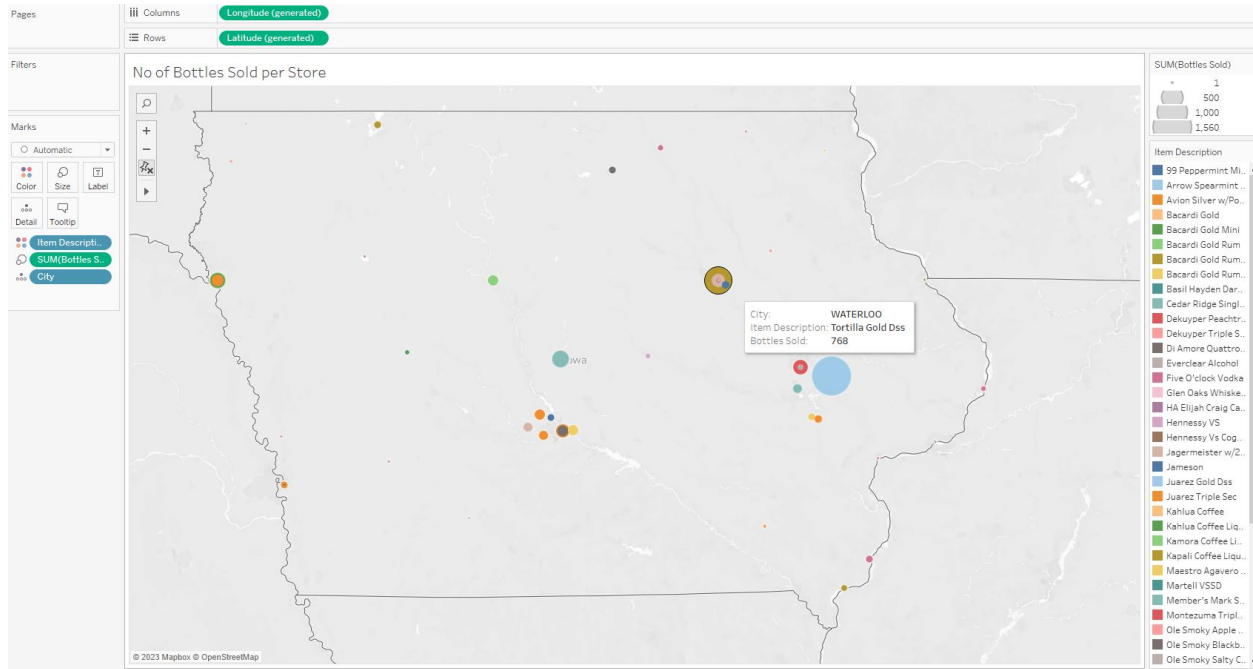 Pages
Columns
Longitude (generated)
Rows
Latitude (generated)
Filters
Marks
Automatic
Color
Size
Label
Detail
Tooltip
Item Descripti..
SUM(Bottles S..
City
No of Bottles Sold per Store
Iowa
City: WATERLOO
Item Description: Tortilla Gold Dss
Bottles Sold: 768
© 2023 Mapbox © OpenStreetMap
SUM(Bottles Sold)
1
500
1,000
1,560
Item Description
99 Peppermint Mi..
Arrow Spearmint ..
Avion Silver w/Po..
Bacardi Gold
Bacardi Gold Mini
Bacardi Gold Rum
Bacardi Gold Rum..
Bacardi Gold Rum..
Basil Hayden Dar..
Cedar Ridge Singl..
Dekuyper Peachtr..
Dekuyper Triple S..
Di Amore Quattro..
Everclear Alcohol
Five O'clock Vodka
Glen Oaks Whiske..
HA Elijah Craig Ca..
Hennessy VS
Hennessy Vs Cog..
Jagermeister w/2..
Jameson
Juarez Gold Dss
Juarez Triple Sec
Kahlua Coffee
Kahlua Coffee Liq..
Kamora Coffee Li..
Kapali Coffee Liqu..
Maestro Agavero ..
Martell VSSD
Member's Mark S..
Montezuma Tripl..
Ole Smoky Apple ..
Ole Smoky Blackb..
Ole Smoky Salty C..